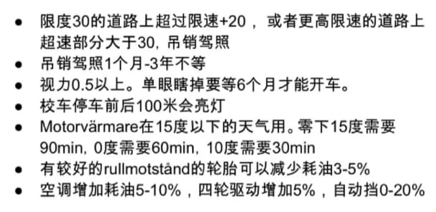 • 限度30的道路上超过限速+20 ，或者更高限速的道路上
超速部分大于30, 吊销驾照
• 吊销驾照1个月-3年不等
• 视力0.5以上。单眼瞎掉要等6个月才能开车。
• 校车停车前后100米会亮灯
• Motorvärmare在15度以下的天气用。零下15度需要
90min, 0度需要60min, 10度需要30min
• 有较好的rullmotstånd的轮胎可以减少耗油3-5%
• 空调增加耗油5-10%，四轮驱动增加5%，自动挡0-20%